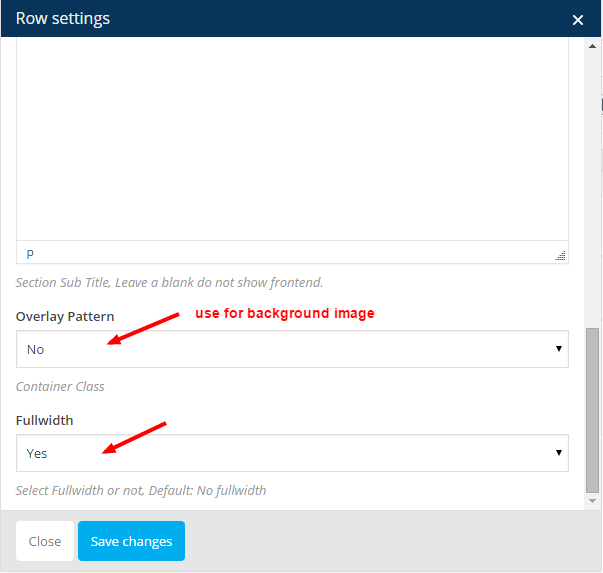 Row settings
p
Section Sub Title, Leave a blank do not show frontend.
Overlay Pattern
use for background image
No
Container Class
Fullwidth
Yes
Select Fullwidth or not, Default: No fullwidth
Close
Save changes